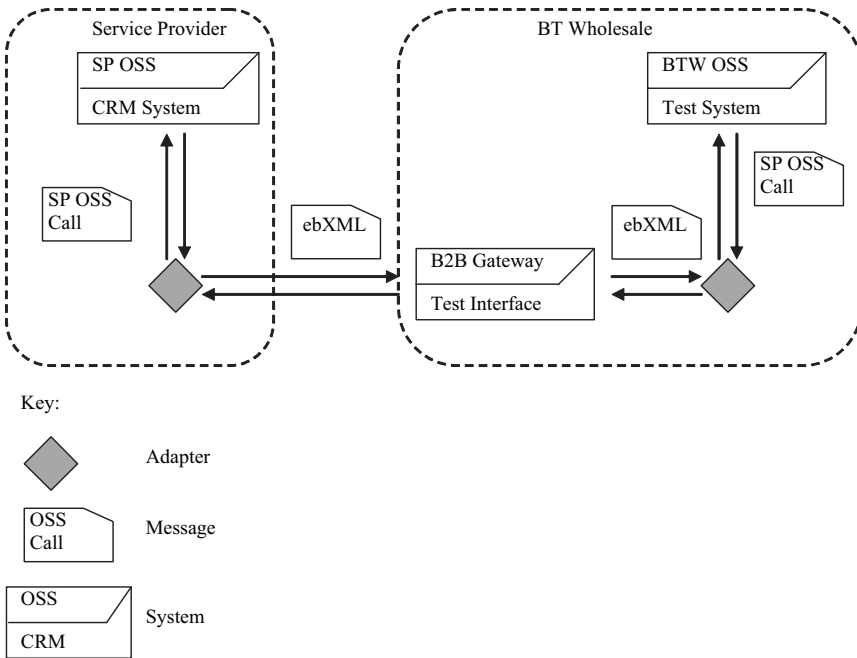 Service Provider
BT Wholesale
SP OSS
CRM System
BTW OSS
Test System
SP OSS
Call
ebXML
ebXML
SP OSS
Call
B2B Gateway
Test Interface
Key:
Adapter
OSS
Call
Message
OSS
CRM
System